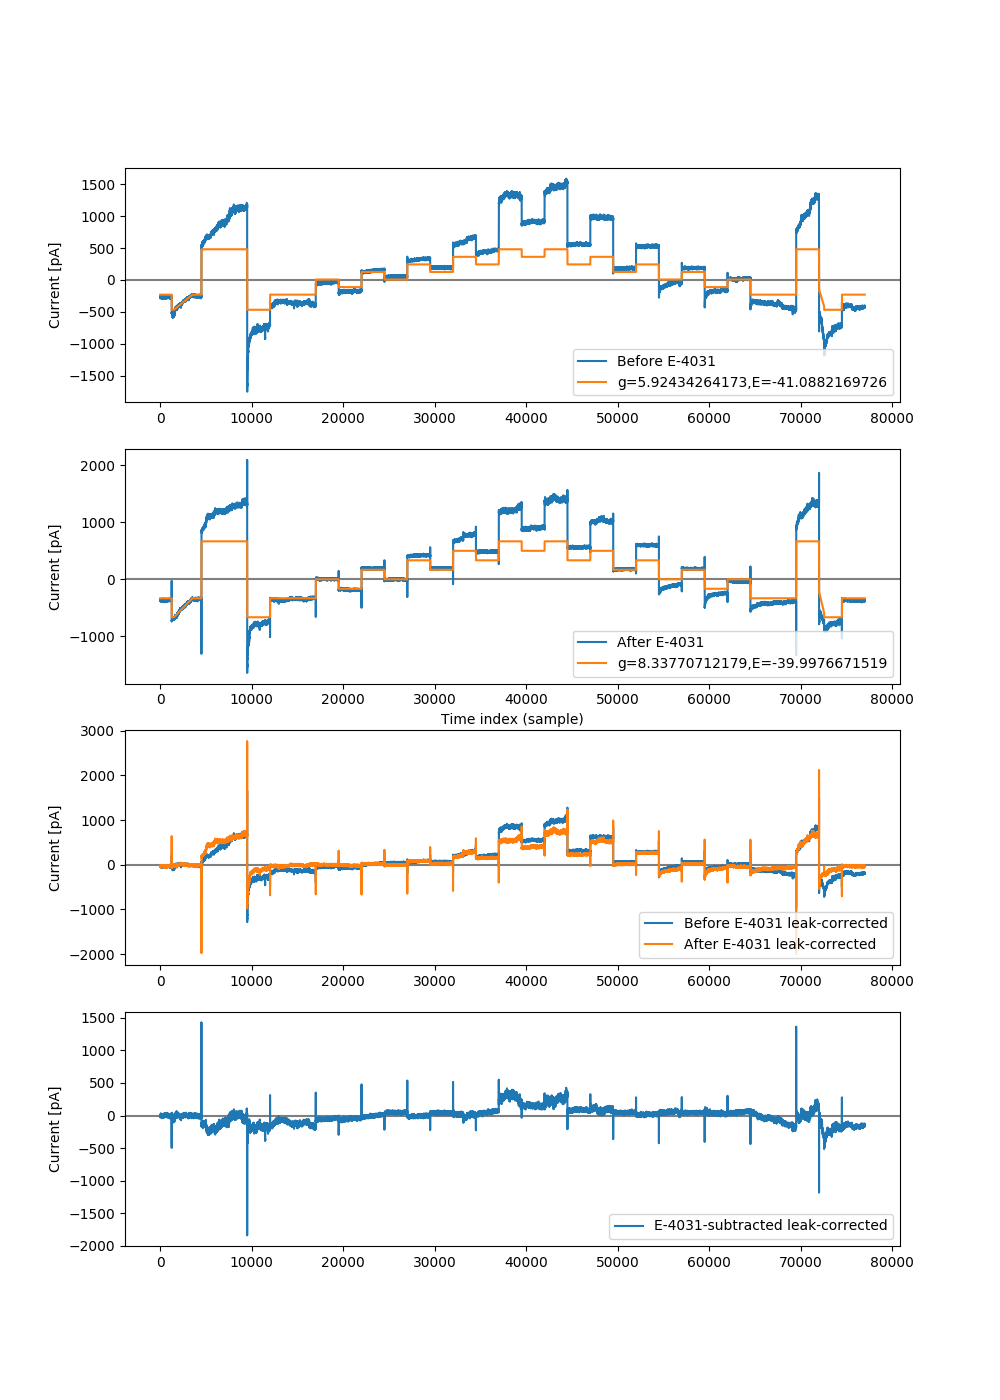 1500
1000
500
0
−500
−1000
−1500
Current [pA]
Before E-4031
g=5.92434264173,E=-41.0882169726
0 10000 20000 30000 40000 50000 60000 70000 80000
2000
1000
0
−1000
Current [pA]
After E-4031
g=8.33770712179,E=-39.9976671519
0 10000 20000 30000 40000 50000 60000 70000 80000
Time index (sample)
3000
2000
1000
0
−1000
−2000
Current [pA]
Before E-4031 leak-corrected
After E-4031 leak-corrected
0 10000 20000 30000 40000 50000 60000 70000 80000
1500
1000
500
0
−500
−1000
−1500
−2000
Current [pA]
E-4031-subtracted leak-corrected
0 10000 20000 30000 40000 50000 60000 70000 80000